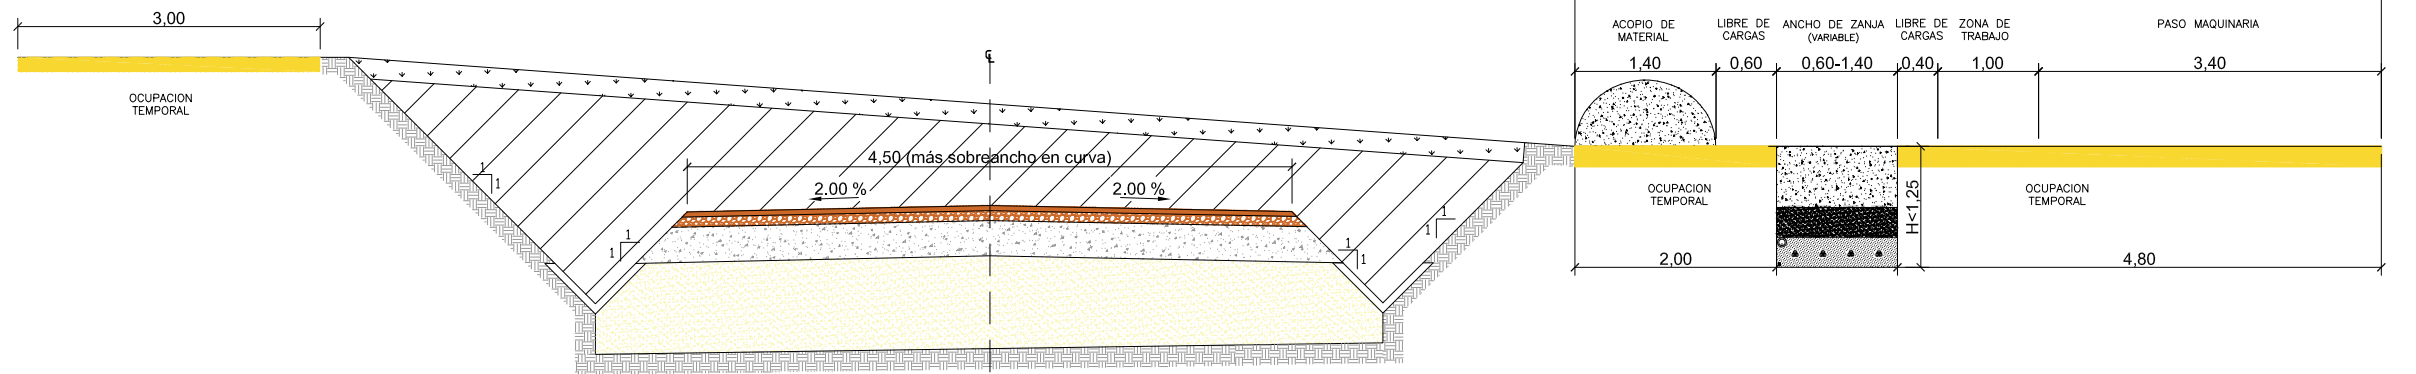 3,00
OCUPACION
TEMPORAL
℄
4,50 (más sobreancho en curva)
2.00 %
2.00 %
1
1
1
1
1
1
1
1
ACOPIO DE
MATERIAL
LIBRE DE
CARGAS
ANCHO DE ZANJA
(VARIABLE)
LIBRE DE
CARGAS
ZONA DE
TRABAJO
PASO MAQUINARIA
1,40
0,60
0,60-1,40
0,40
1,00
3,40
OCUPACION
TEMPORAL
H<1,25
OCUPACION
TEMPORAL
2,00
4,80